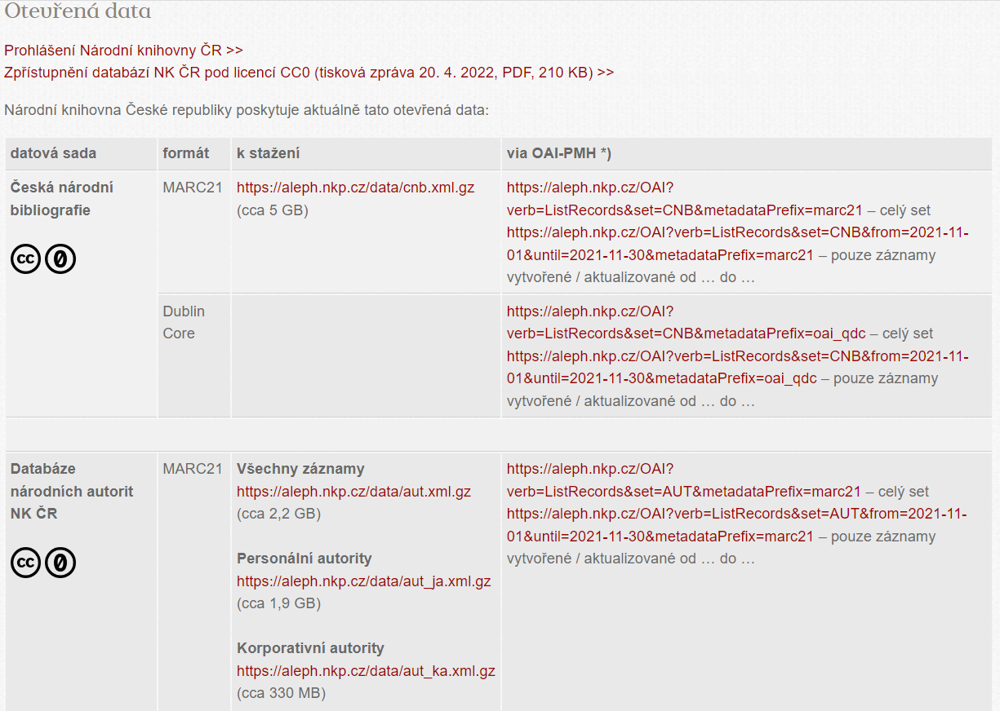 Otevřená data
Prohlášení Národní knihovny ČR >>
Zpřístupnění databází NK ČR pod licencí CC0 (tisková zpráva 20. 4. 2022, PDF, 210 KB) >>
Národní knihovna České republiky poskytuje aktuálně tato otevřená data:
datová sada formát k stažení via OAI-PMH *)
Česká národní
bibliografie
cc 0
MARC21
https://aleph.nkp.cz/data/cnb.xml.gz
(cca 5 GB)
https://aleph.nkp.cz/OAI?
verb=ListRecords&set=CNB&metadataPrefix=marc21 – celý set
https://aleph.nkp.cz/OAI?verb=ListRecords&set=CNB&from=2021-11-
01&until=2021-11-30&metadataPrefix=marc21 – pouze záznamy
vytvořené / aktualizované od … do …
Dublin
Core
https://aleph.nkp.cz/OAI?
verb=ListRecords&set=CNB&metadataPrefix=oai_qdc – celý set
https://aleph.nkp.cz/OAI?verb=ListRecords&set=CNB&from=2021-11-
01&until=2021-11-30&metadataPrefix=oai_qdc – pouze záznamy
vytvořené / aktualizované od … do …
Databáze
národních autorit
NK ČR
cc 0
MARC21
Všechny záznamy
https://aleph.nkp.cz/data/aut.xml.gz
(cca 2,2 GB)
Personální autority
https://aleph.nkp.cz/data/aut_ja.xml.gz
(cca 1,9 GB)
Korporativní autority
https://aleph.nkp.cz/data/aut_ka.xml.gz
(cca 330 MB)
https://aleph.nkp.cz/OAI?
verb=ListRecords&set=AUT&metadataPrefix=marc21 – celý set
https://aleph.nkp.cz/OAI?verb=ListRecords&set=AUT&from=2021-11-
01&until=2021-11-30&metadataPrefix=marc21 – pouze záznamy
vytvořené / aktualizované od … do …